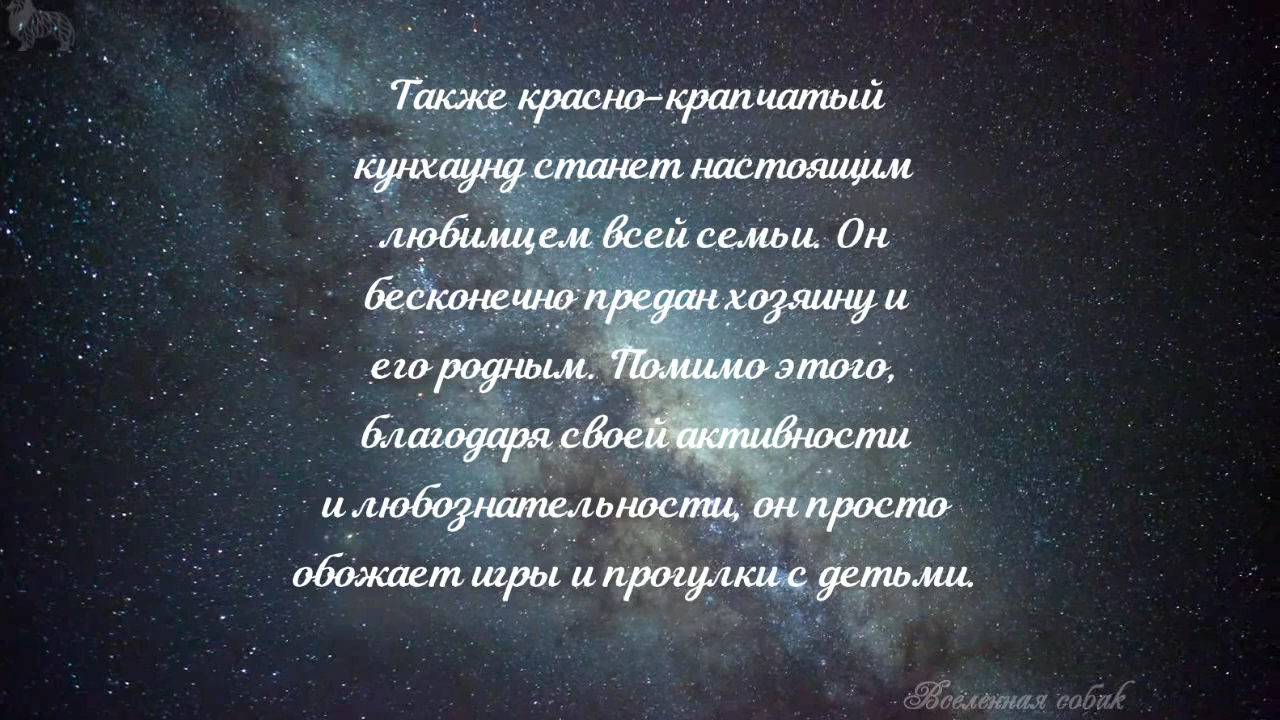 Также красно-крапчатый
кунхаунд станет настоящим
любимцем всей семьи. Он
бесконечно предан хозяину и
его родным. Помимо этого,
благодаря своей активности
и любознательности, он просто
обожает игры и прогулки с детьми.
Вселенная собак